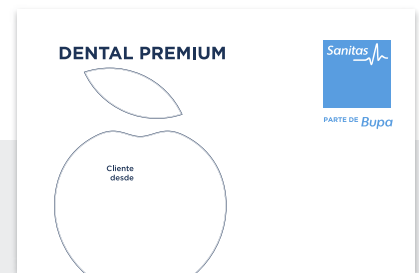 DENTAL PREMIUM
Sanitas
PARTE DE Bupa
Cliente
desde